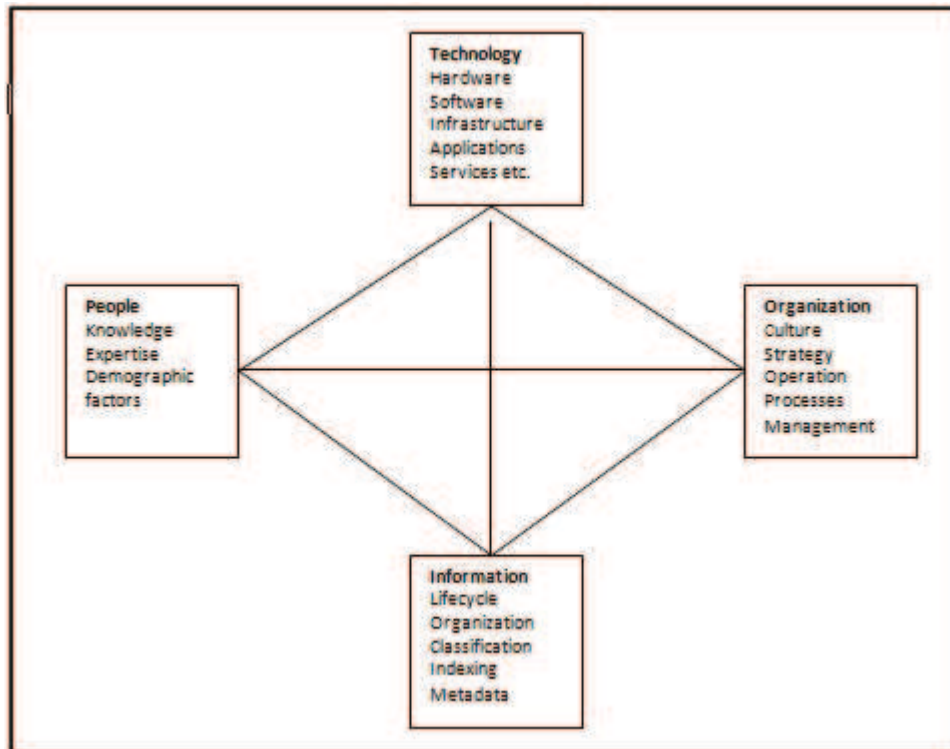 Technology
Hardware
Software
Infrastructure
Applications
Services etc.
People
Knowledge
Expertise
Demographic
factors
Organization
Culture
Strategy
Operation
Processes
Management
Information
Lifecycle
Organization
Classification
Indexing
Metadata